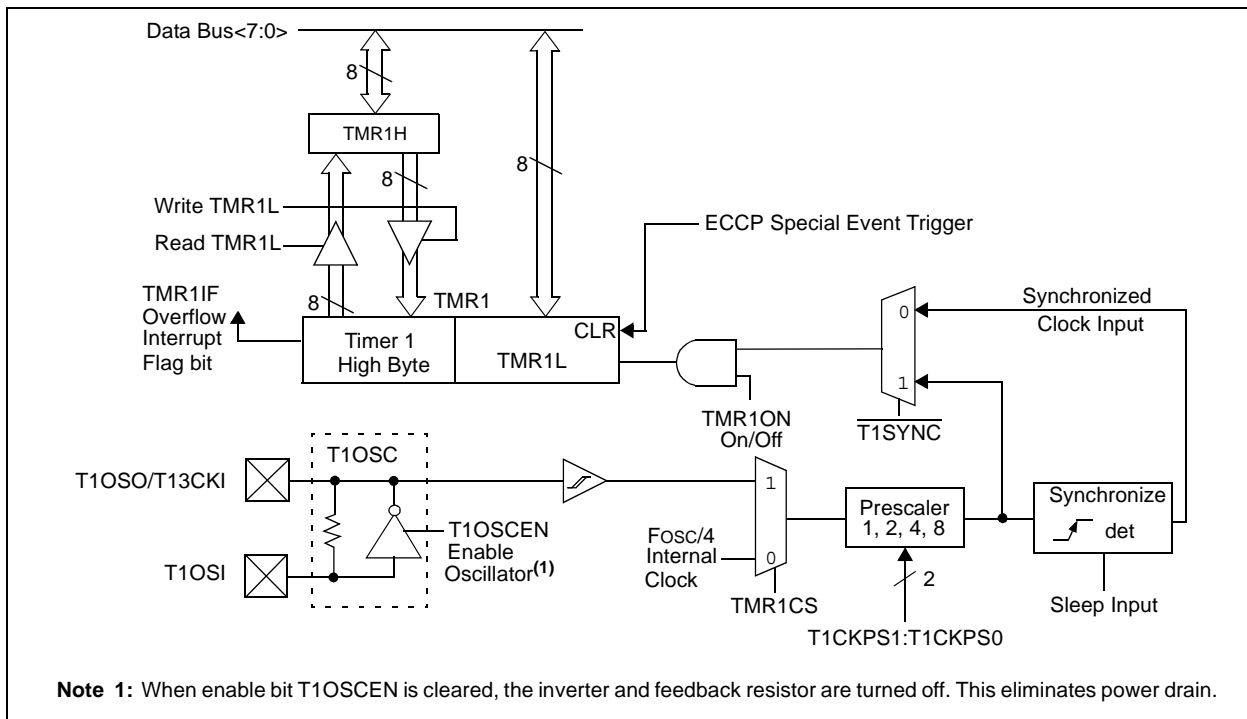 Data Bus<7:0>
8
TMR1H
8
8
Write TMR1L
Read TMR1L
ECCP Special Event Trigger
TMR1IF
Overflow
Interrupt
Flag bit
8
TMR1
Timer 1
High Byte
TMR1L
CLR
0
1
Synchronized
Clock Input
TMR1ON
On/Off
T1SYNC
T1OSC
T1OSO/T13CKI
T1OSI
T1OSCEN
Enable
Oscillator(1)
FOSC/4
Internal
Clock
1
0
TMR1CS
Prescaler
1, 2, 4, 8
2
T1CKPS1:T1CKPS0
Synchronize
det
Sleep Input
Note 1: When enable bit T1OSCEN is cleared, the inverter and feedback resistor are turned off. This eliminates power drain.